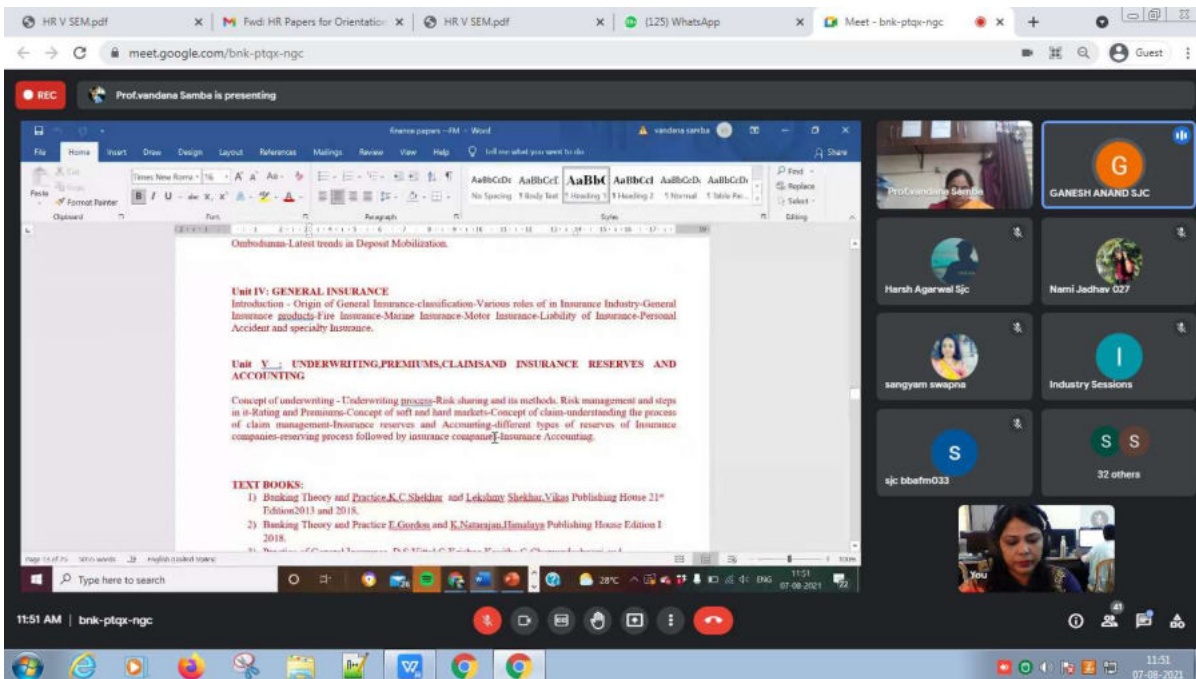 HR V SEM.pdf
Fwd: HR Papers for Orientation
HR V SEM.pdf
(125) WhatsApp
Meet - bnk-ptqx-ngc
meet.google.com/bnk-ptqx-ngc
Guest
REC
Prof.vandana Samba is presenting
finance papers --FM - Word
vandana samba
File Home Insert Draw Design Layout References Mailings Review View Help Tell me what you want to do
Share
Cut
Copy
Paste
Format Painter
Times New Roma 16
AaBbCcDc AaBbCcI AaBb( AaBbCcI AaBbCcD AaBbCcD
No Spacing ¶ Body Text ¶ Heading 1 ¶ Heading 2 ¶ Normal ¶ Table Par...
Find
Replace
Select
Clipboard Font Paragraph Styles Editing
Ombudsman-Latest trends in Deposit Mobilization.
Unit IV: GENERAL INSURANCE
Introduction - Origin of General Insurance-classification-Various roles of in Insurance Industry-General
Insurance products-Fire Insurance-Marine Insurance-Motor Insurance-Liability of Insurance-Personal
Accident and specialty Insurance.
Unit V : UNDERWRITING,PREMIUMS,CLAIMSAND INSURANCE RESERVES AND
ACCOUNTING
Concept of underwriting - Underwriting process-Risk sharing and its methods. Risk management and steps
in it-Rating and Premiums-Concept of soft and hard markets-Concept of claim-understanding the process
of claim management-Insurance reserves and Accounting-different types of reserves of Insurance
companies-reserving process followed by insurance companies-Insurance Accounting.
TEXT BOOKS:
1) Banking Theory and Practice,K.C.Shekhar and Lekshmy Shekhar,Vikas Publishing House 21st
Edition2013 and 2018.
2) Banking Theory and Practice E.Gordon and K.Natarajan,Himalaya Publishing House Edition I
2018.
English (United States)
Type here to search
28°C
ENG
11:51
07-08-2021
22
Prof.vandana Samba
G
GANESH ANAND SJC
Harsh Agarwal Sjc
Nami Jadhav 027
sangyam swapna
I
Industry Sessions
S
sjc bbafm033
S S
32 others
You
11:51 AM | bnk-ptqx-ngc
41
11:51
07-08-2021